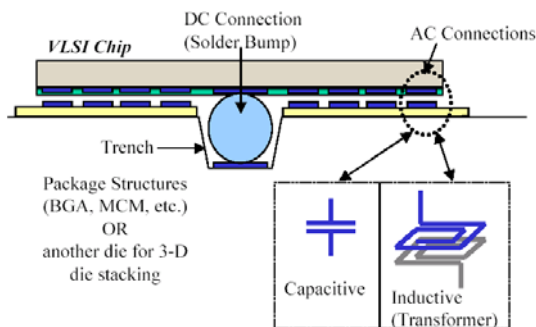 DC Connection
(Solder Bump)
AC Connections
VLSI Chip
Trench
Package Structures
(BGA, MCM, etc.)
OR
another die for 3-D
die stacking
Capacitive
Inductive
(Transformer)